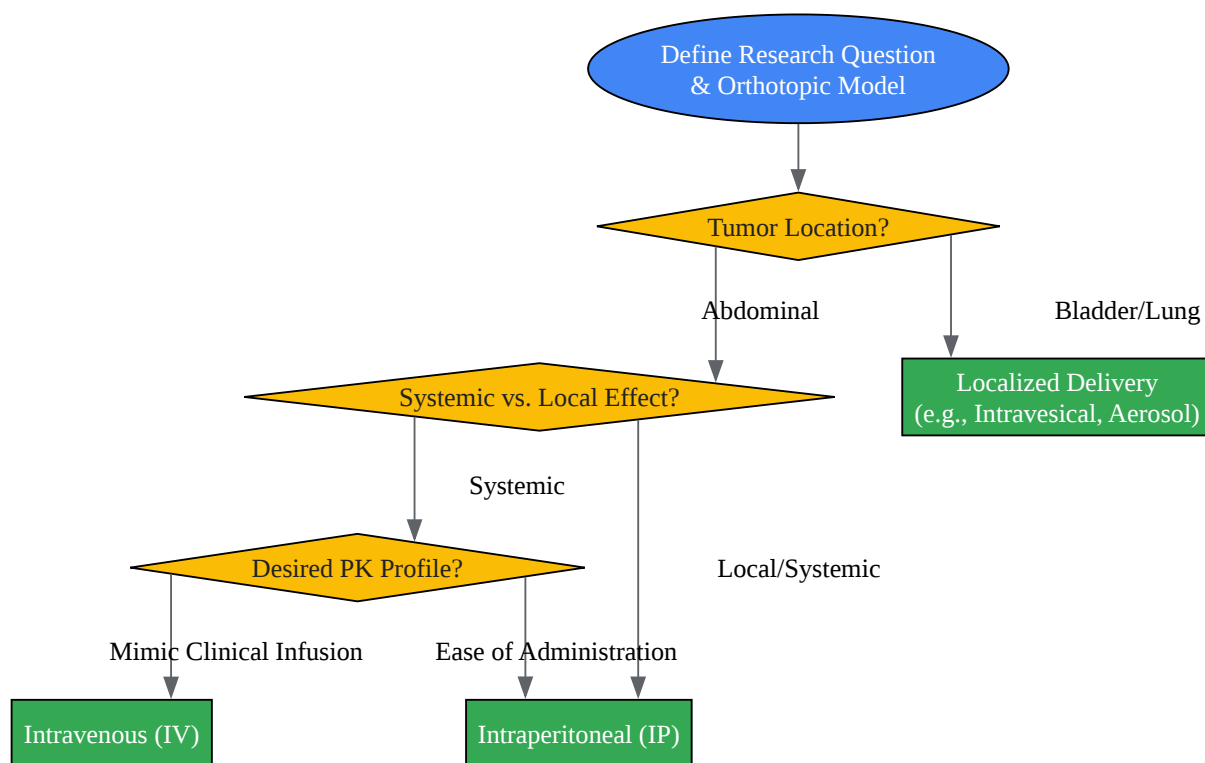 Define Research Question
& Orthotopic Model
Tumor Location?
Abdominal
Bladder/Lung
Localized Delivery
(e.g., Intravesical, Aerosol)
Systemic vs. Local Effect?
Systemic
Desired PK Profile?
Local/Systemic
Mimic Clinical Infusion
Ease of Administration
Intravenous (IV)
Intraperitoneal (IP)